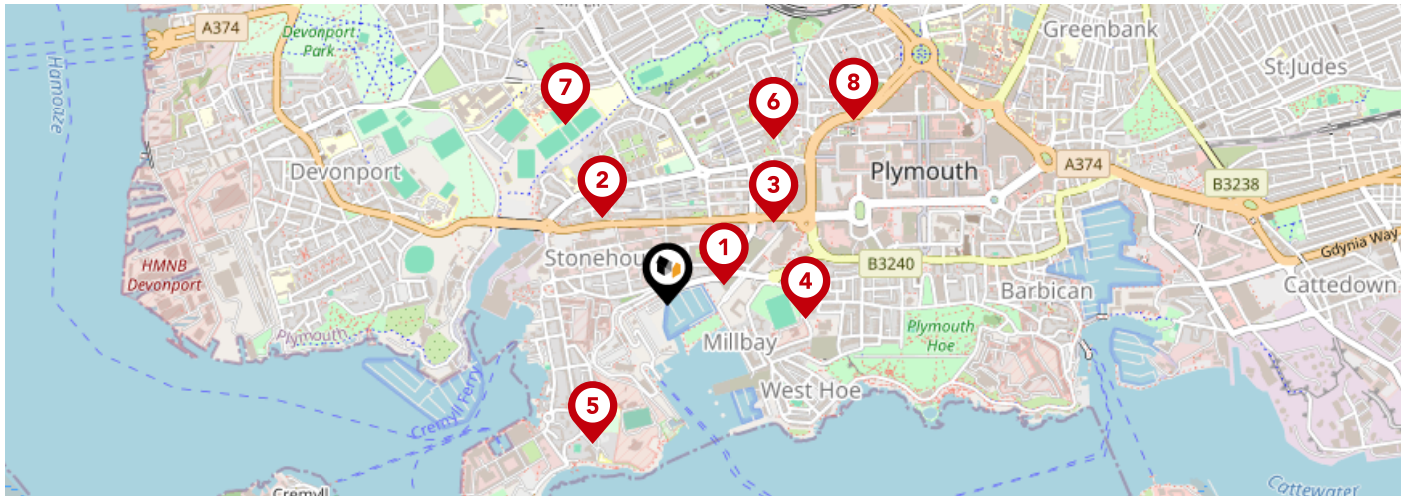 A374
Devonport
Park
Greenbank
St.Judes
Hamoaze
7
8
6
Devonport
2
3
Plymouth
A374
B3238
HMNB
Devonport
Stonehou
1
B3240
4
Gdynia Way
Barbican
Cattedown
Plymouth
Millbay
Plymouth
Hoe
West Hoe
Cremyll Ferry
5
Cremyll
Cattewater